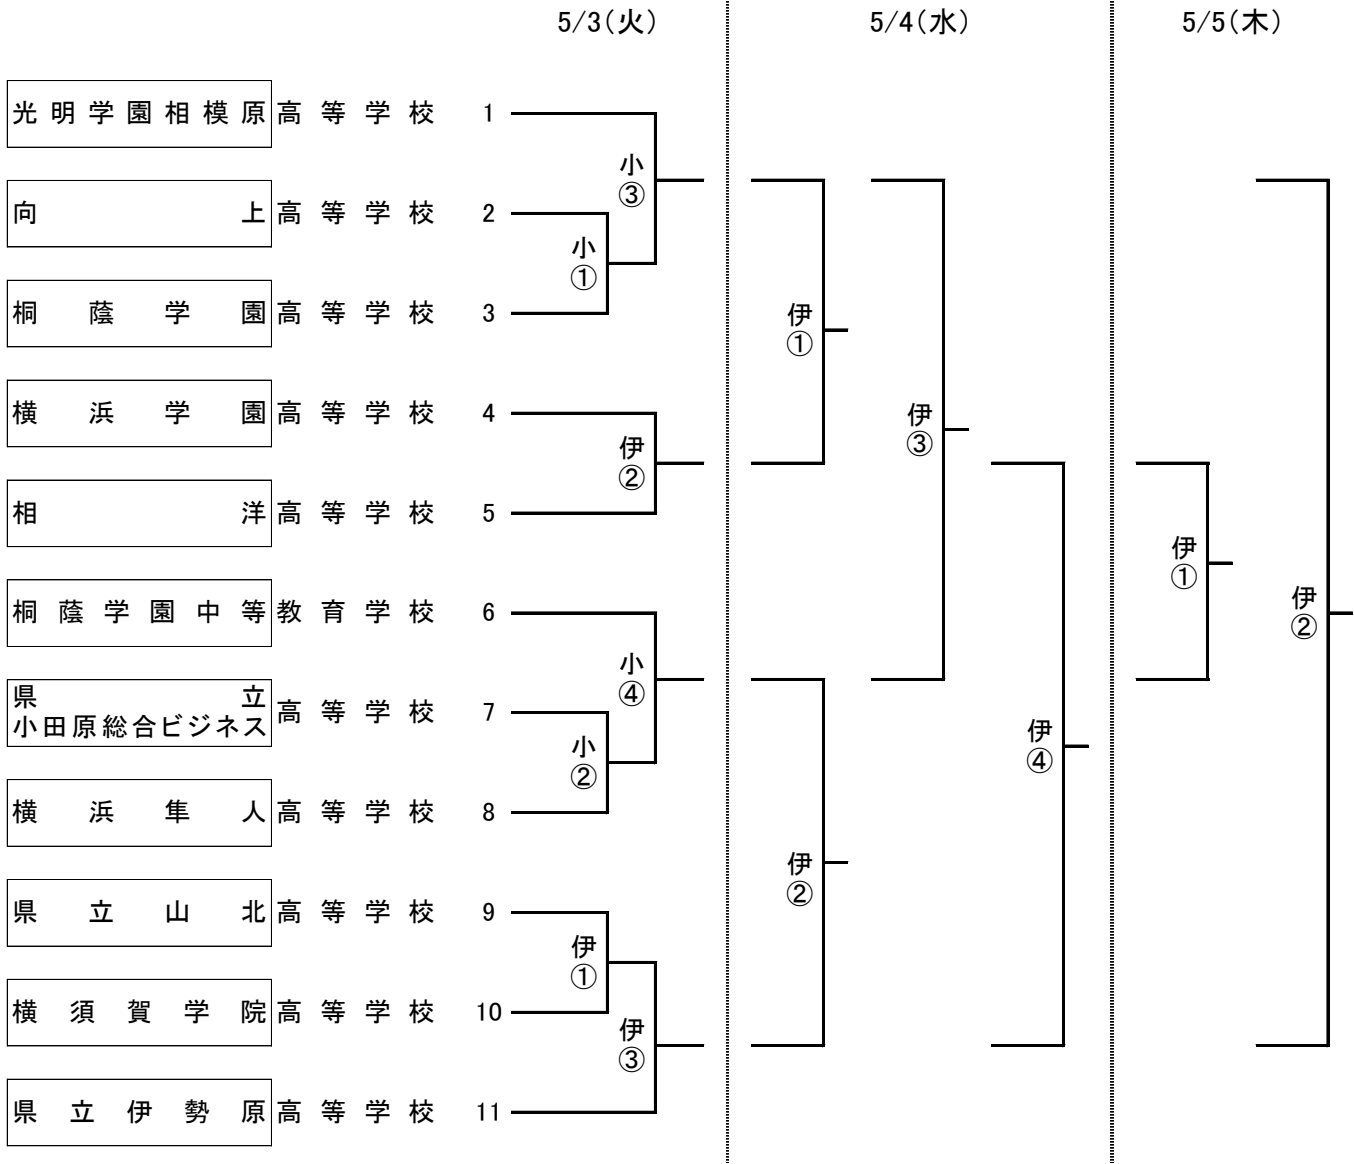 5/3(火) 5/4(水) 5/5(木)
光明学園相模原高等学校 1
小
③
向上高等学校 2
小
①
桐蔭学園高等学校 3
伊
①
横浜学園高等学校 4
伊
③
伊
②
相洋高等学校 5
伊
①
桐蔭学園中等教育学校 6
伊
②
小
④
県立
小田原総合ビジネス高等学校 7
小
②
伊
④
横浜隼人高等学校 8
伊
②
県立山北高等学校 9
伊
①
横須賀学院高等学校 10
伊
③
県立伊勢原高等学校 11